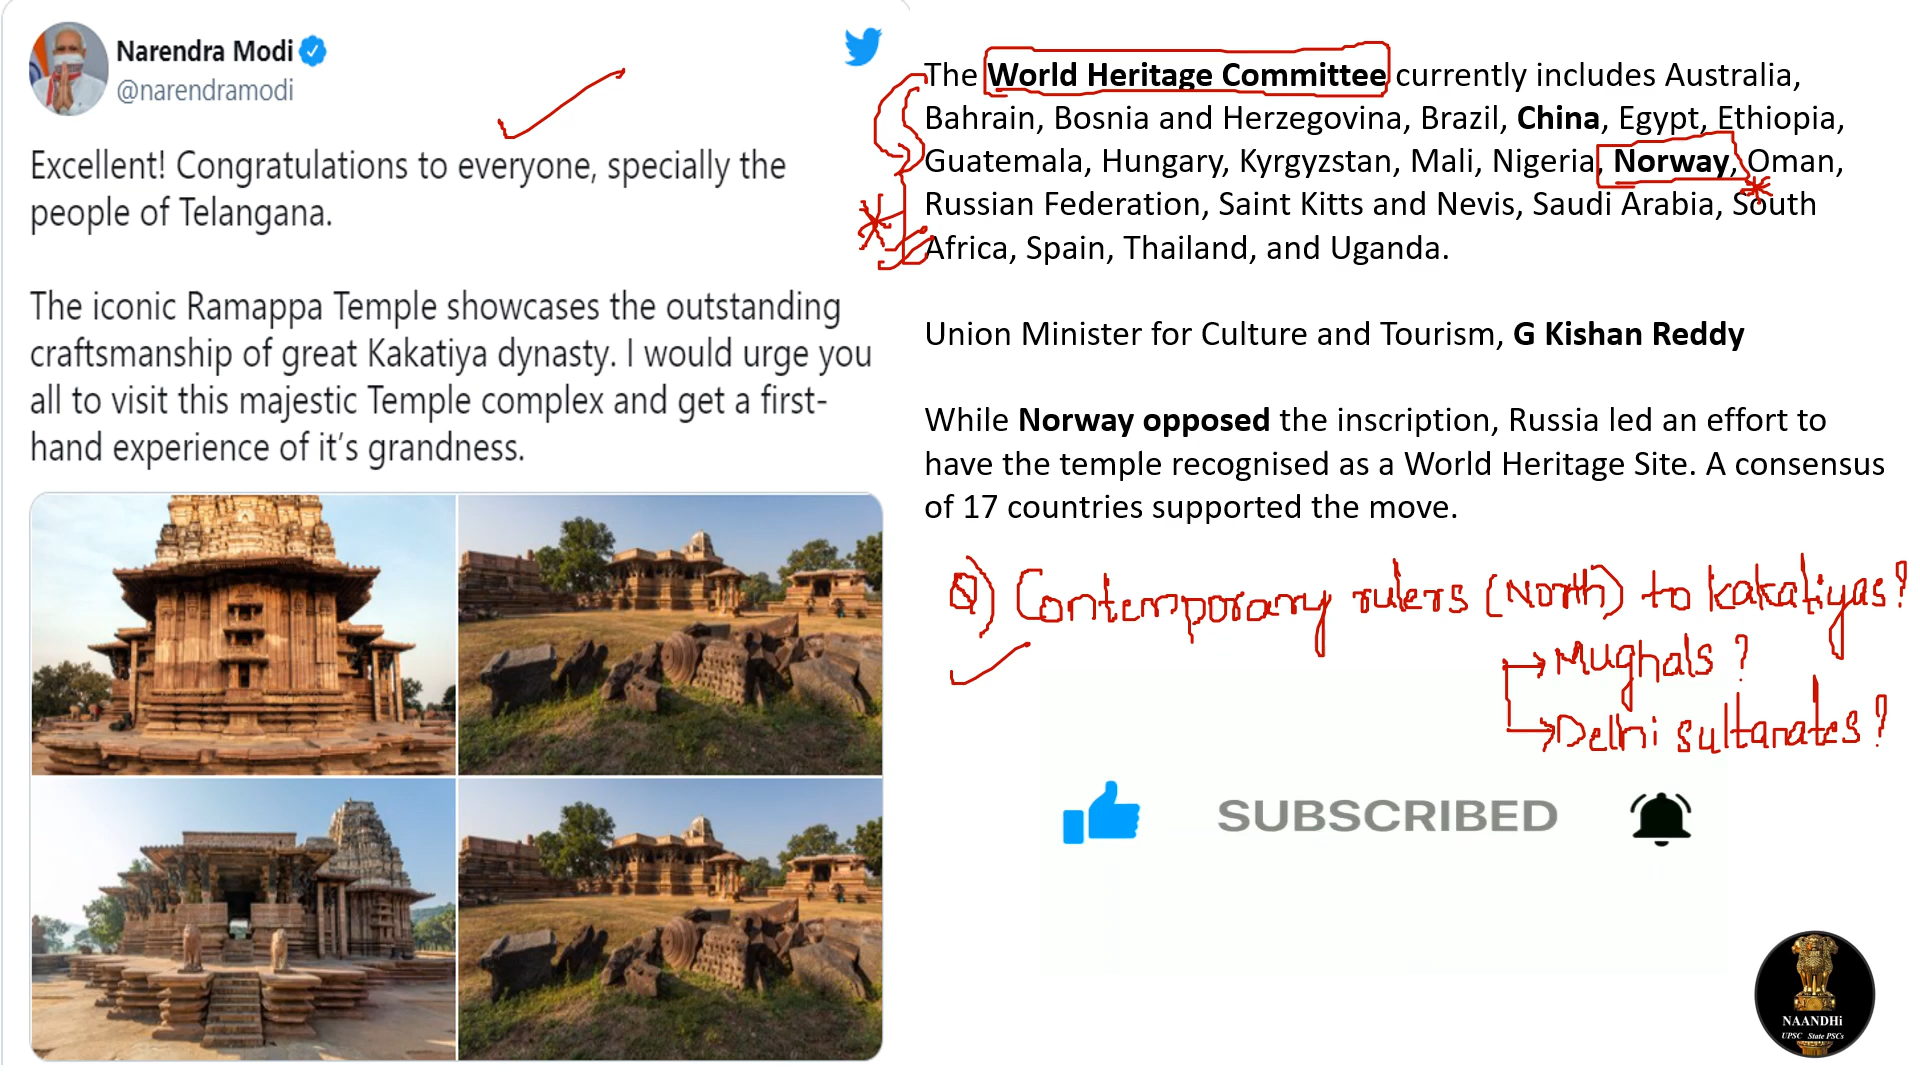 Narendra Modi
@narendramodi
Excellent! Congratulations to everyone, specially the
people of Telangana.
The iconic Ramappa Temple showcases the outstanding
craftsmanship of great Kakatiya dynasty. I would urge you
all to visit this majestic Temple complex and get a first-
hand experience of it’s grandness.
The World Heritage Committee currently includes Australia,
Bahrain, Bosnia and Herzegovina, Brazil, China, Egypt, Ethiopia,
Guatemala, Hungary, Kyrgyzstan, Mali, Nigeria, Norway, Oman,
Russian Federation, Saint Kitts and Nevis, Saudi Arabia, South
Africa, Spain, Thailand, and Uganda.
Union Minister for Culture and Tourism, G Kishan Reddy
While Norway opposed the inscription, Russia led an effort to
have the temple recognised as a World Heritage Site. A consensus
of 17 countries supported the move.
Q) Contemporary rulers (North) to Kakatiyas?
→ Mughals ?
→ Delhi sultanates ?
SUBSCRIBED
NAANDHi
UPSC State PSCs